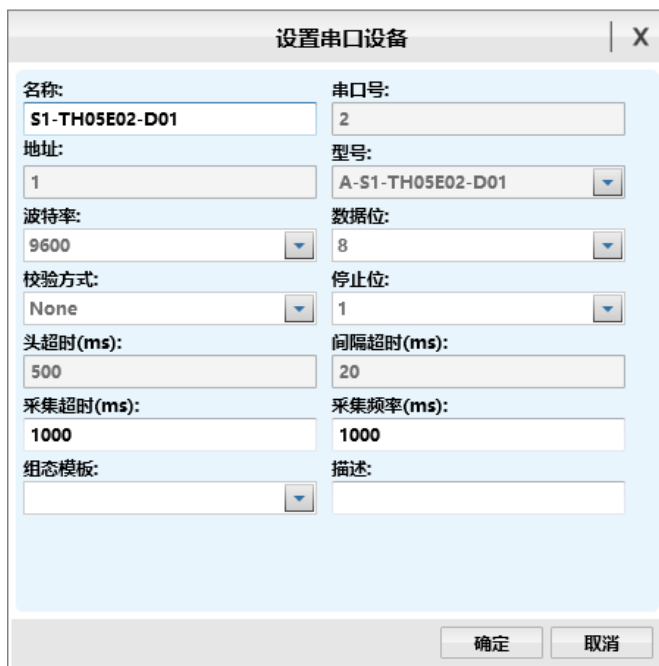 设置串口设备
X
名称: 串口号:
S1-TH05E02-D01 2
地址: 型号:
1 A-S1-TH05E02-D01
波特率: 数据位:
9600 8
校验方式: 停止位:
None 1
头超时(ms): 间隔超时(ms):
500 20
采集超时(ms): 采集频率(ms):
1000 1000
组态模板: 描述:
确定 取消